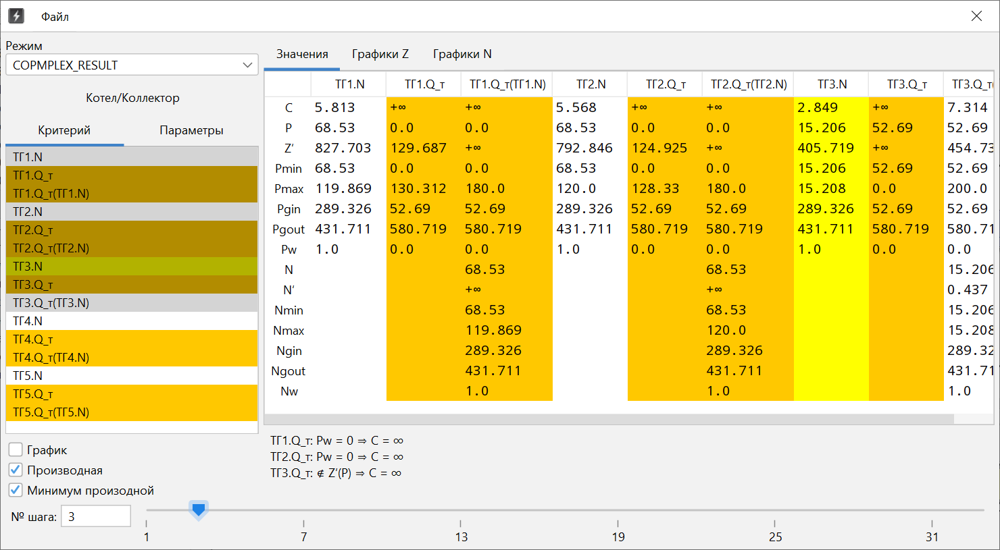 Файл
Режим
COPMPLEX_RESULT
Котел/Коллектор
Критерий Параметры
ТГ1.N
ТГ1.Q_т
ТГ1.Q_т(ТГ1.N)
ТГ2.N
ТГ2.Q_т
ТГ2.Q_т(ТГ2.N)
ТГ3.N
ТГ3.Q_т
ТГ3.Q_т(ТГ3.N)
ТГ4.N
ТГ4.Q_т
ТГ4.Q_т(ТГ4.N)
ТГ5.N
ТГ5.Q_т
ТГ5.Q_т(ТГ5.N)
График
Производная
Минимум произодной
Значения Графики Z Графики N
ТГ1.N ТГ1.Q_т ТГ1.Q_т(ТГ1.N) ТГ2.N ТГ2.Q_т ТГ2.Q_т(ТГ2.N) ТГ3.N ТГ3.Q_т ТГ3.Q_т(
C 5.813 +∞ +∞ 5.568 +∞ +∞ 2.849 +∞ 7.314
P 68.53 0.0 0.0 68.53 0.0 0.0 15.206 52.69 52.69
Z′ 827.703 129.687 +∞ 792.846 124.925 +∞ 405.719 +∞ 454.73
Pmin 68.53 0.0 0.0 68.53 0.0 0.0 15.206 52.69 52.69
Pmax 119.869 130.312 180.0 120.0 128.33 180.0 15.208 0.0 200.0
Pgin 289.326 52.69 52.69 289.326 52.69 52.69 289.326 52.69 52.69
Pgout 431.711 580.719 580.719 431.711 580.719 580.719 431.711 580.719 580.71
Pw 1.0 0.0 0.0 1.0 0.0 0.0 1.0 0.0 0.0
N 68.53 68.53 15.206
N′ +∞ +∞ 0.437
Nmin 68.53 68.53 15.206
Nmax 119.869 120.0 15.208
Ngin 289.326 289.326 289.32
Ngout 431.711 431.711 431.71
Nw 1.0 1.0 1.0
ТГ1.Q_т: Pw = 0 ⇒ C = ∞
ТГ2.Q_т: Pw = 0 ⇒ C = ∞
ТГ3.Q_т: ∉ Z′(P) ⇒ C = ∞
№ шага: 3
1 7 13 19 25 31